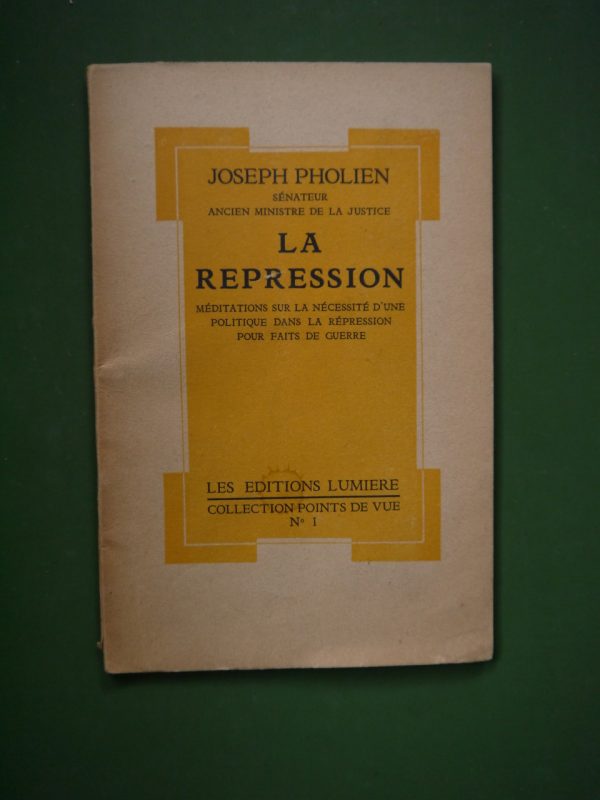 JOSEPH PHOLIEN
SÉNATEUR
ANCIEN MINISTRE DE LA JUSTICE
LA
REPRESSION
MÉDITATIONS SUR LA NÉCESSITÉ D'UNE
POLITIQUE DANS LA RÉPRESSION
POUR FAITS DE GUERRE
LES EDITIONS LUMIERE
COLLECTION POINTS DE VUE
Nº 1